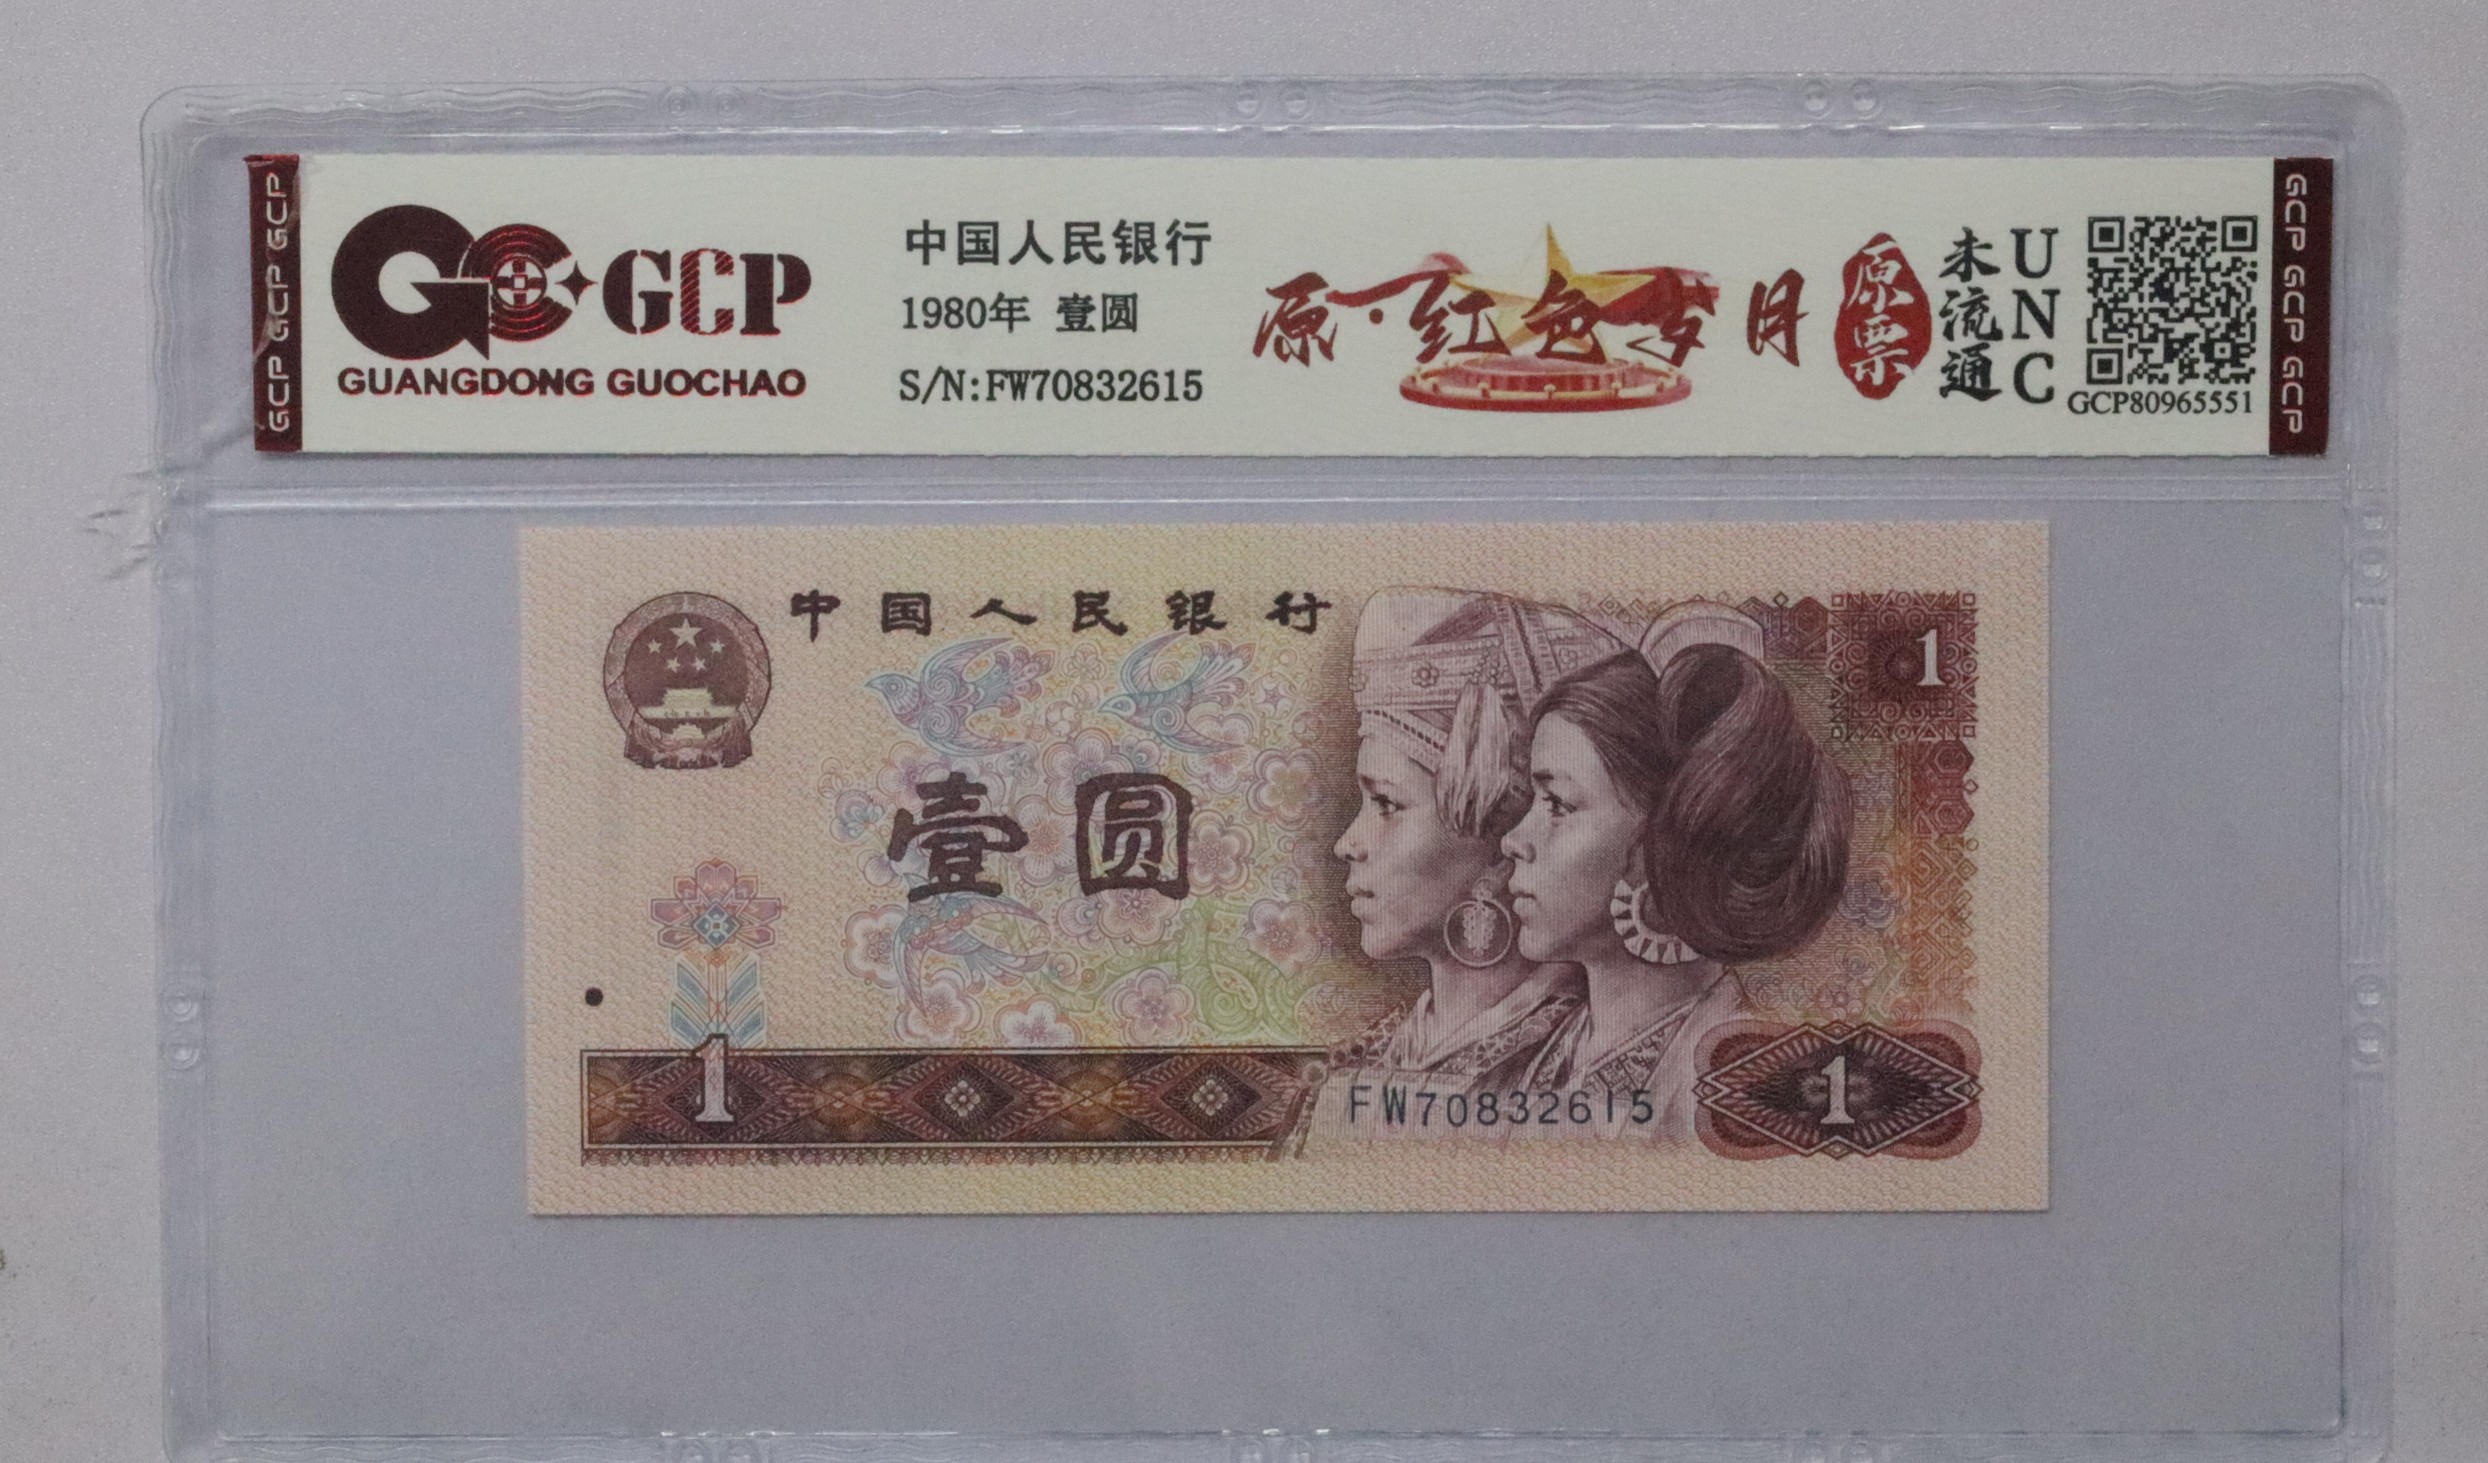 GCP GCP GCP
GCP
GUANGDONG GUOCHAO
中国人民银行
1980年 壹圆
S/N:FW70832615
原·红色岁月
原票
未流通
UNC
GCP80965551
GCP GCP GCP
中国人民银行
1
壹圆
1
FW70832615
1